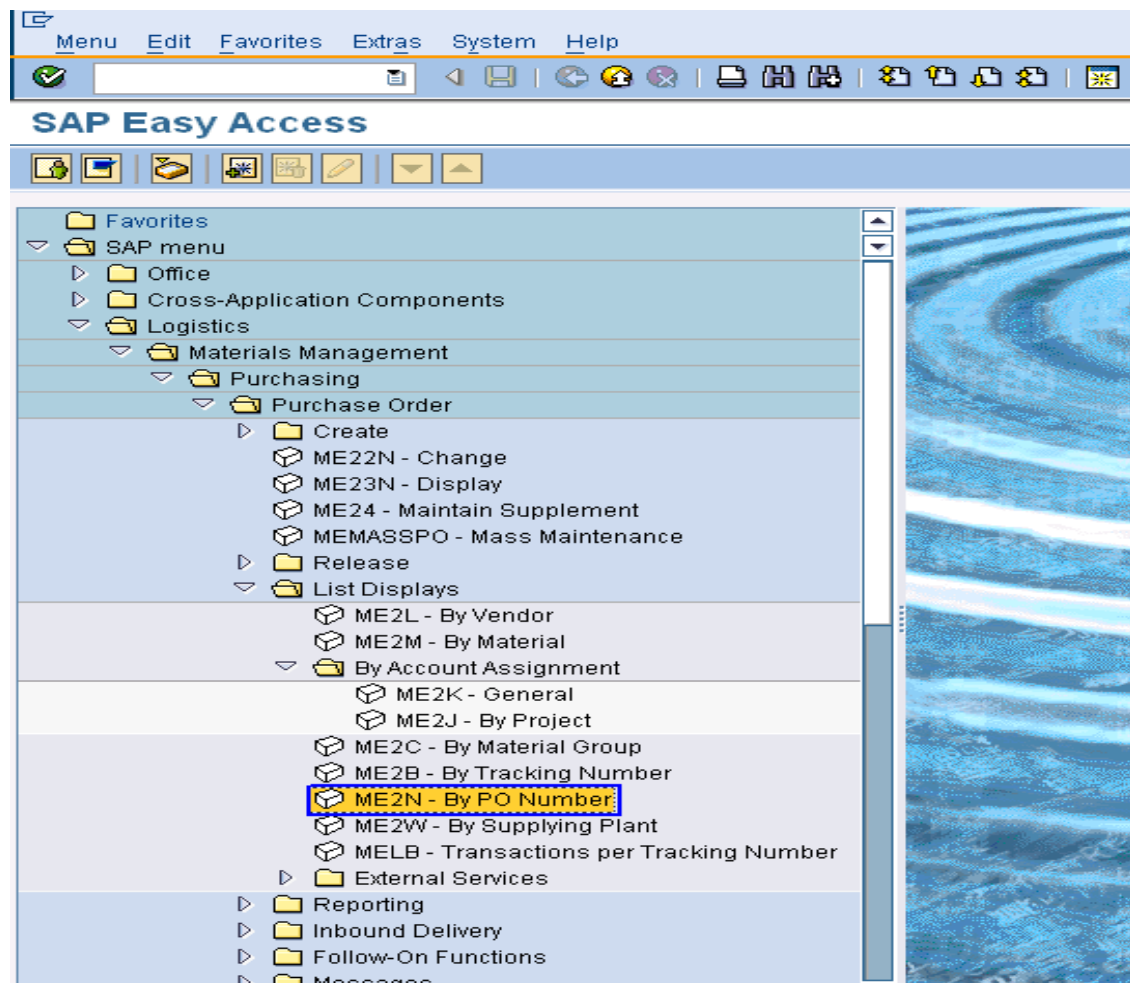 Menu Edit Favorites Extras System Help
SAP Easy Access
Favorites
SAP menu
Office
Cross-Application Components
Logistics
Materials Management
Purchasing
Purchase Order
Create
ME22N - Change
ME23N - Display
ME24 - Maintain Supplement
MEMASSPO - Mass Maintenance
Release
List Displays
ME2L - By Vendor
ME2M - By Material
By Account Assignment
ME2K - General
ME2J - By Project
ME2C - By Material Group
ME2B - By Tracking Number
ME2N - By PO Number
ME2W - By Supplying Plant
MELB - Transactions per Tracking Number
External Services
Reporting
Inbound Delivery
Follow-On Functions
Messages